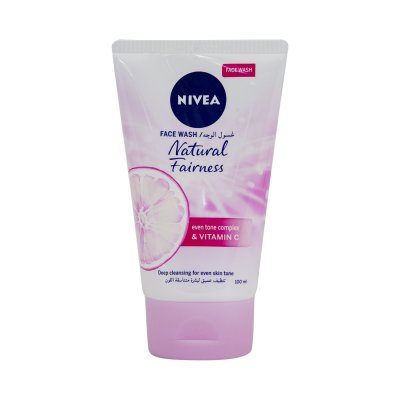 FACE WASH
NIVEA
FACE WASH / غسول الوجه
Natural
Fairness
even tone complex
& VITAMIN C
Deep cleansing for even skin tone
تنظيف عميق لبشرة متناسقة اللون
100 ml